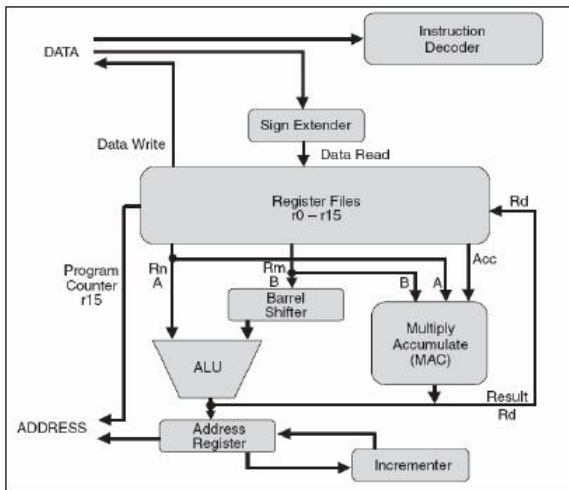 Instruction
Decoder
DATA
Sign Extender
Data Write
Data Read
Register Files
r0 – r15
Rd
Program
Counter
r15
Rn
A
Rm
B
B
A
Acc
Barrel
Shifter
Multiply
Accumulate
(MAC)
ALU
Result
Rd
ADDRESS
Address
Register
Incrementer